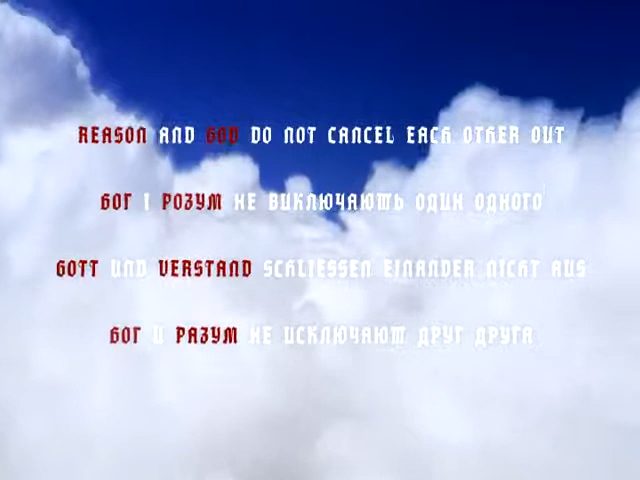 REASON AND GOD DO NOT CANCEL EACH OTHER OUT
БОГ І РОЗУМ НЕ ВИКЛЮЧАЮТЬ ОДИН ОДНОГО
GOTT UND VERSTAND SCHLIESSEN EINANDER NICHT AUS
БОГ И РАЗУМ НЕ ИСКЛЮЧАЮТ ДРУГ ДРУГА